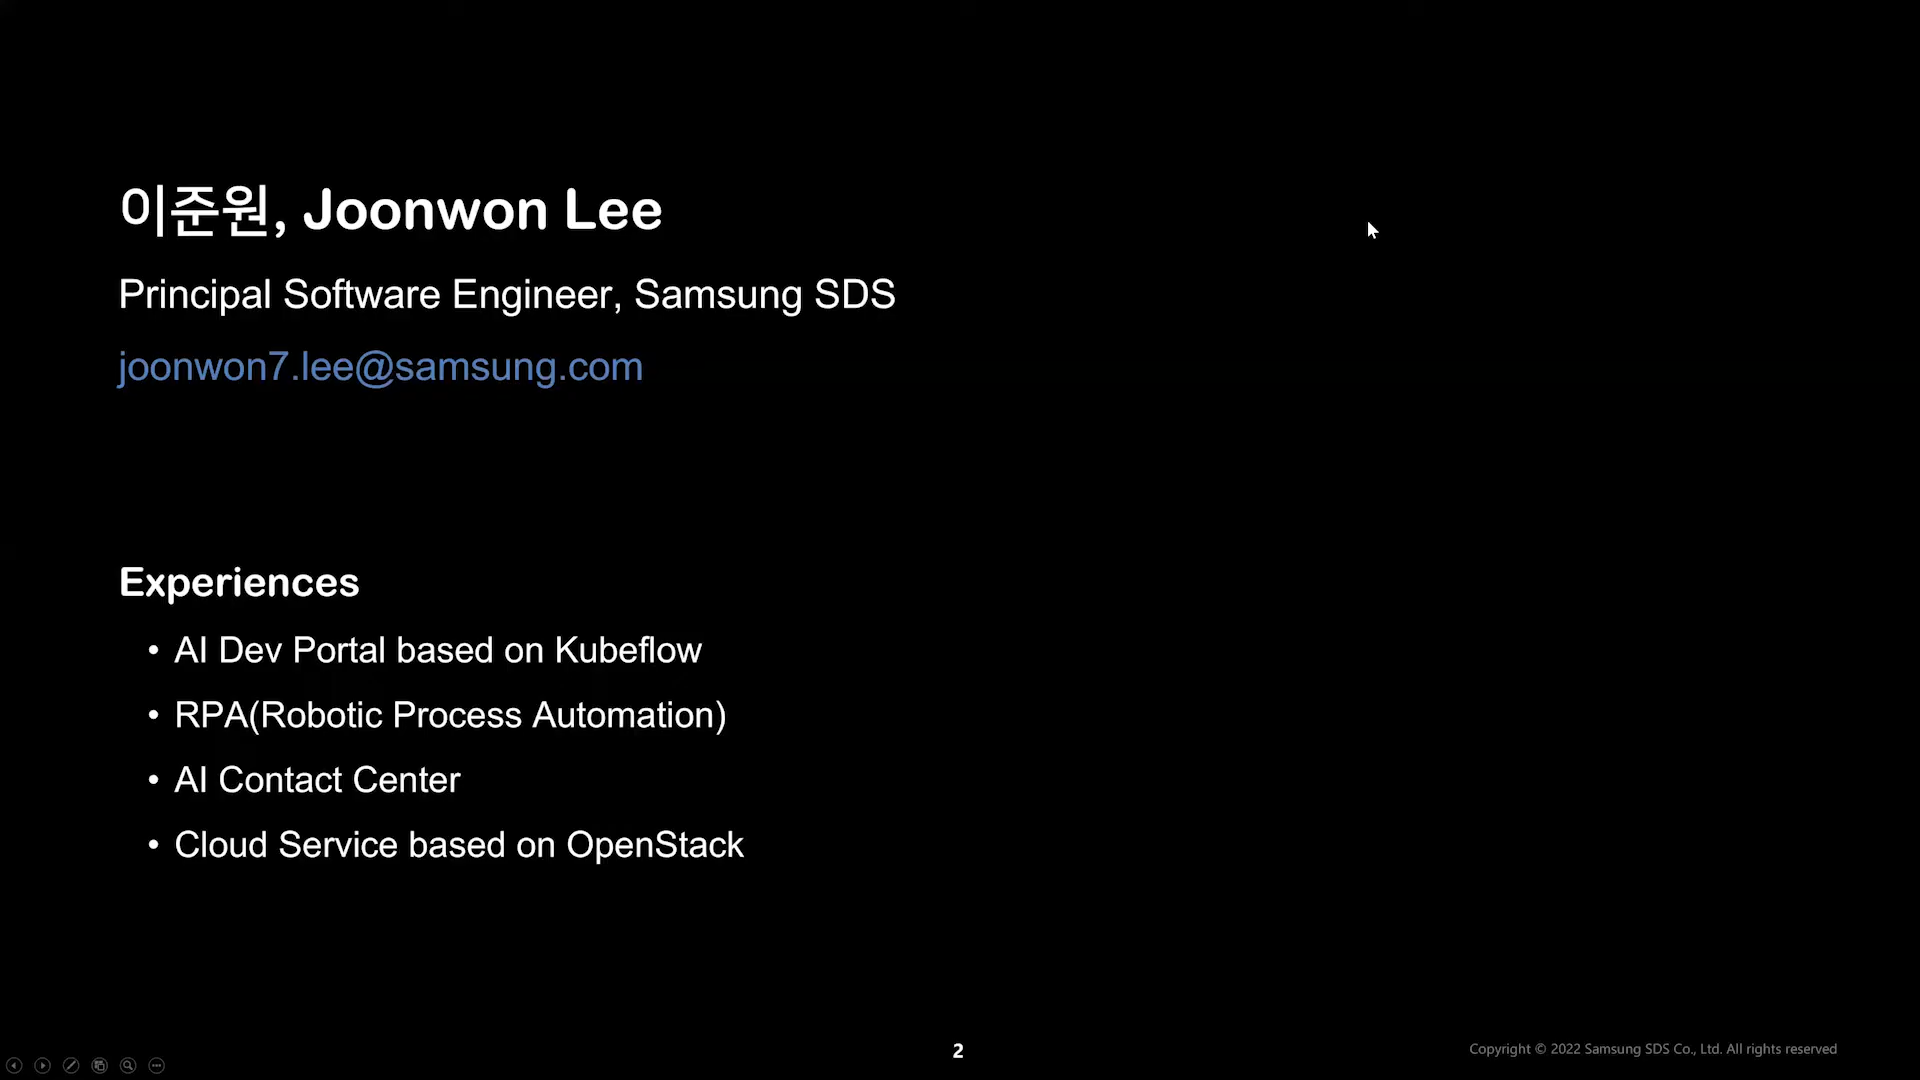 이준원, Joonwon Lee
Principal Software Engineer, Samsung SDS
joonwon7.lee@samsung.com
Experiences
• AI Dev Portal based on Kubeflow
• RPA(Robotic Process Automation)
• AI Contact Center
• Cloud Service based on OpenStack
2
Copyright © 2022 Samsung SDS Co., Ltd. All rights reserved